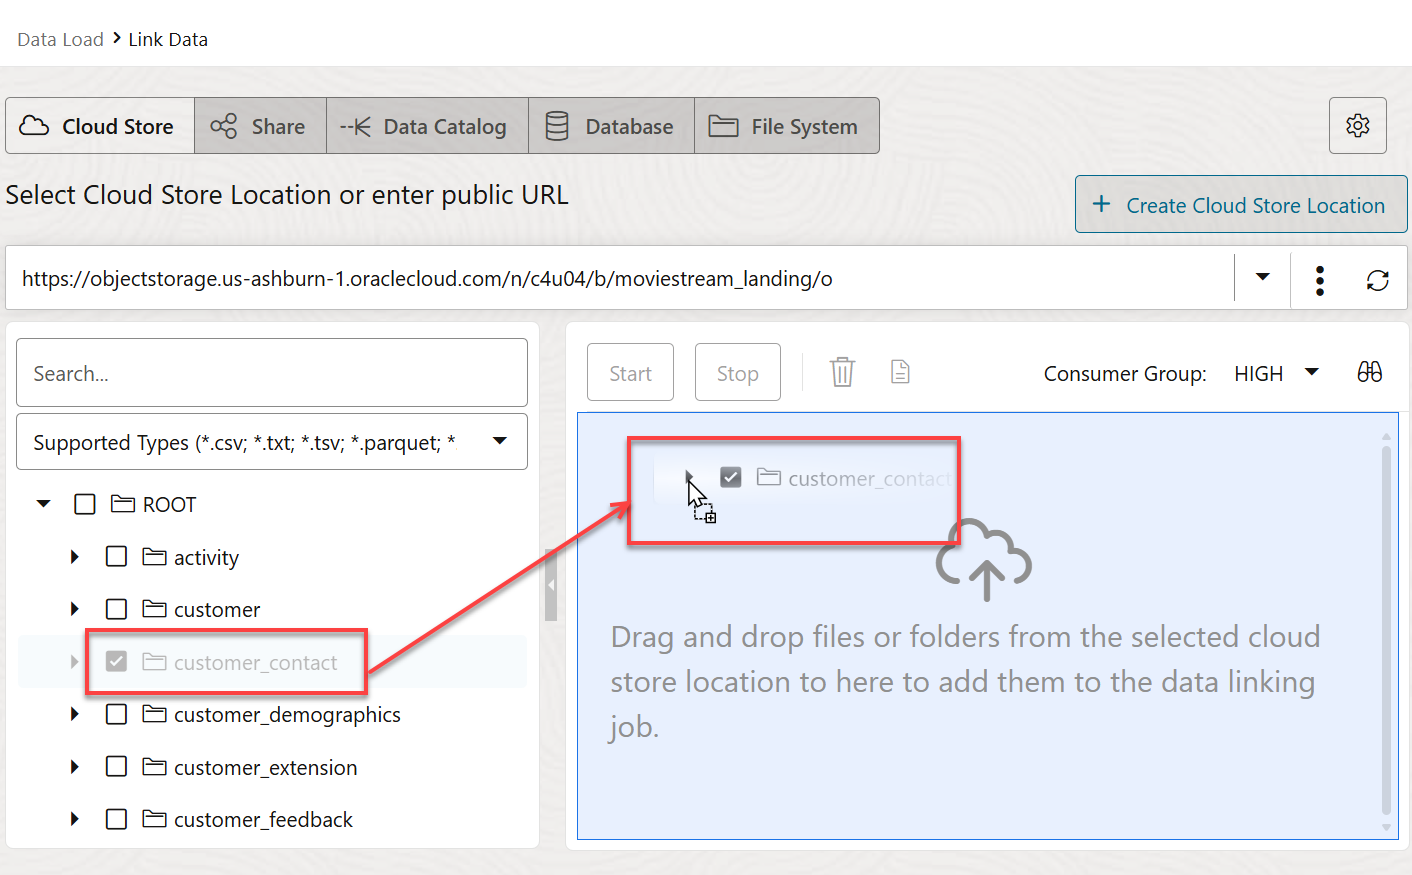 Data Load > Link Data
Cloud Store Share Data Catalog Database File System
Select Cloud Store Location or enter public URL
+ Create Cloud Store Location
https://objectstorage.us-ashburn-1.oraclecloud.com/n/c4u04/b/moviestream_landing/o
Search...
Supported Types (*.csv; *.txt; *.tsv; *.parquet; *.
ROOT
activity
customer
customer_contact
customer_demographics
customer_extension
customer_feedback
Start Stop Consumer Group: HIGH
customer_contact
Drag and drop files or folders from the selected cloud
store location to here to add them to the data linking
job.